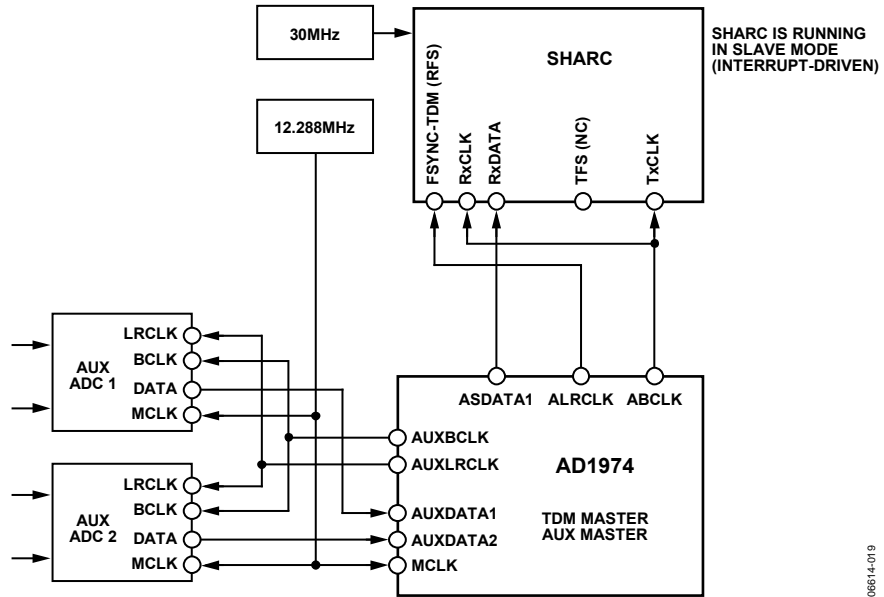 30MHz
12.288MHz
SHARC
SHARC IS RUNNING
IN SLAVE MODE
(INTERRUPT-DRIVEN)
FSYNC-TDM (RFS)
RxCLK
RxDATA
TFS (NC)
TxCLK
AUX
ADC 1
LRCLK
BCLK
DATA
MCLK
AUX
ADC 2
LRCLK
BCLK
DATA
MCLK
ASDATA1 ALRCLK ABCLK
AUXBCLK
AUXLRCLK
AUXDATA1
AUXDATA2
MCLK
AD1974
TDM MASTER
AUX MASTER
06614-019